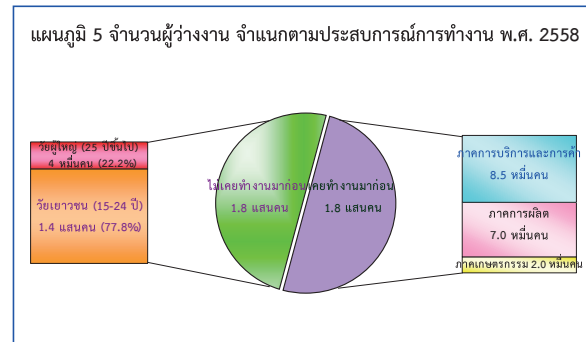 แผนภูมิ 5 จำนวนผู้ว่างงาน จำแนกตามประสบการณ์การทำงาน พ.ศ. 2558
วัยผู้ใหญ่ (25 ปีขึ้นไป)
4 หมื่นคน (22.2%)
วัยเยาวชน (15-24 ปี)
1.4 แสนคน (77.8%)
ไม่เคยทำงานมาก่อน
1.8 แสนคน
เคยทำงานมาก่อน
1.8 แสนคน
ภาคการบริการและการค้า
8.5 หมื่นคน
ภาคการผลิต
7.0 หมื่นคน
ภาคเกษตรกรรม 2.0 หมื่นคน